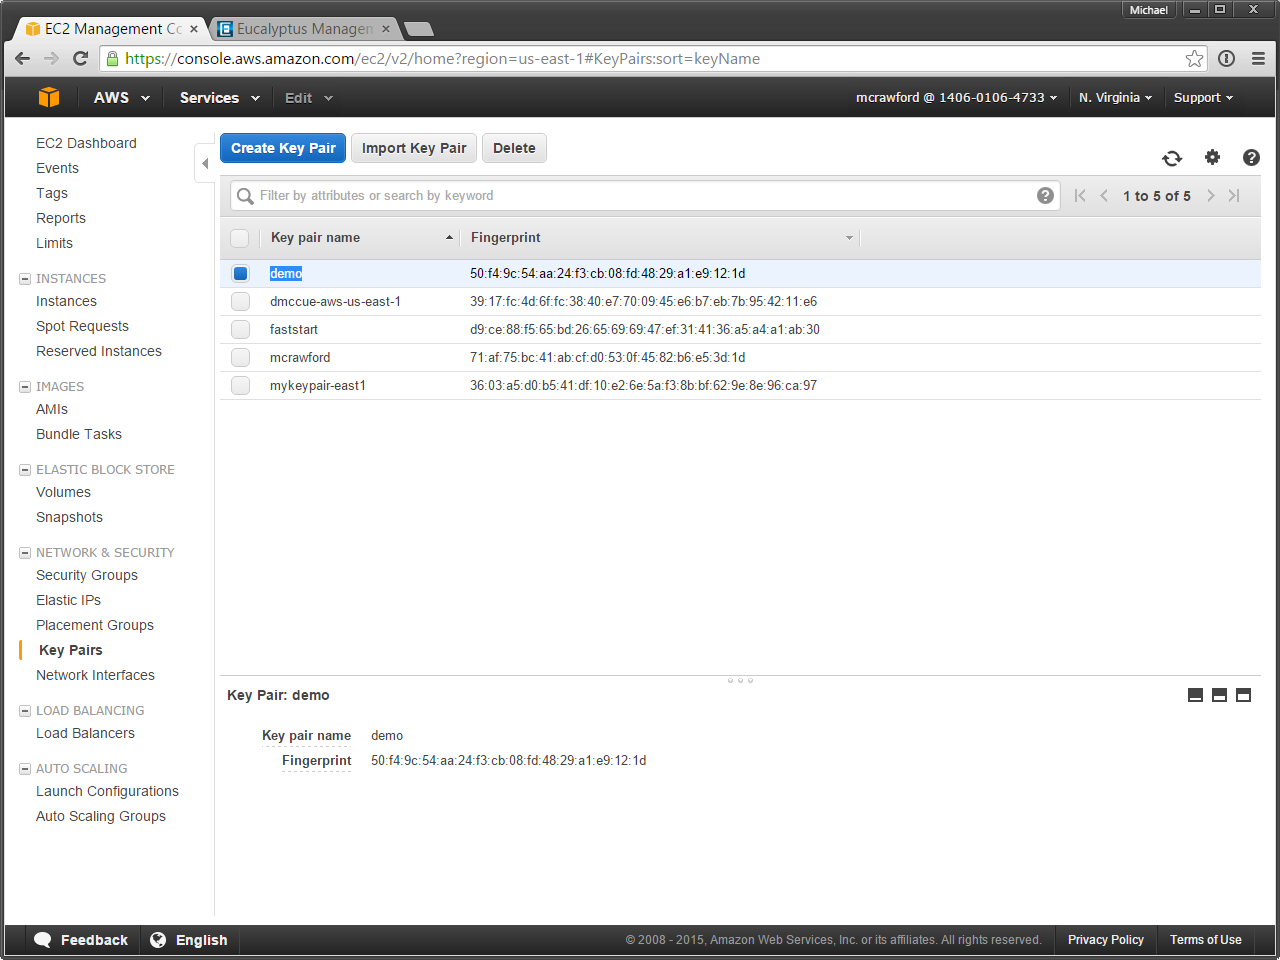 Michael
EC2 Management Co
Eucalyptus Managem
https://console.aws.amazon.com/ec2/v2/home?region=us-east-1#KeyPairs:sort=keyName
AWS Services Edit mcrawford @ 1406-0106-4733 N. Virginia Support
EC2 Dashboard
Events
Tags
Reports
Limits
INSTANCES
Instances
Spot Requests
Reserved Instances
IMAGES
AMIs
Bundle Tasks
ELASTIC BLOCK STORE
Volumes
Snapshots
NETWORK & SECURITY
Security Groups
Elastic IPs
Placement Groups
Key Pairs
Network Interfaces
LOAD BALANCING
Load Balancers
AUTO SCALING
Launch Configurations
Auto Scaling Groups
Create Key Pair Import Key Pair Delete
Filter by attributes or search by keyword
1 to 5 of 5
Key pair name Fingerprint
demo 50:f4:9c:54:aa:24:f3:cb:08:fd:48:29:a1:e9:12:1d
dmccue-aws-us-east-1 39:17:fc:4d:6f:fc:38:40:e7:70:09:45:e6:b7:eb:7b:95:42:11:e6
faststart d9:ce:88:f5:65:bd:26:65:69:69:47:ef:31:41:36:a5:a4:a1:ab:30
mcrawford 71:af:75:bc:41:ab:cf:d0:53:0f:45:82:b6:e5:3d:1d
mykeypair-east1 36:03:a5:d0:b5:41:df:10:e2:6e:5a:f3:8b:bf:62:9e:8e:96:ca:97
Key Pair: demo
Key pair name demo
Fingerprint 50:f4:9c:54:aa:24:f3:cb:08:fd:48:29:a1:e9:12:1d
Feedback English © 2008 - 2015, Amazon Web Services, Inc. or its affiliates. All rights reserved. Privacy Policy Terms of Use